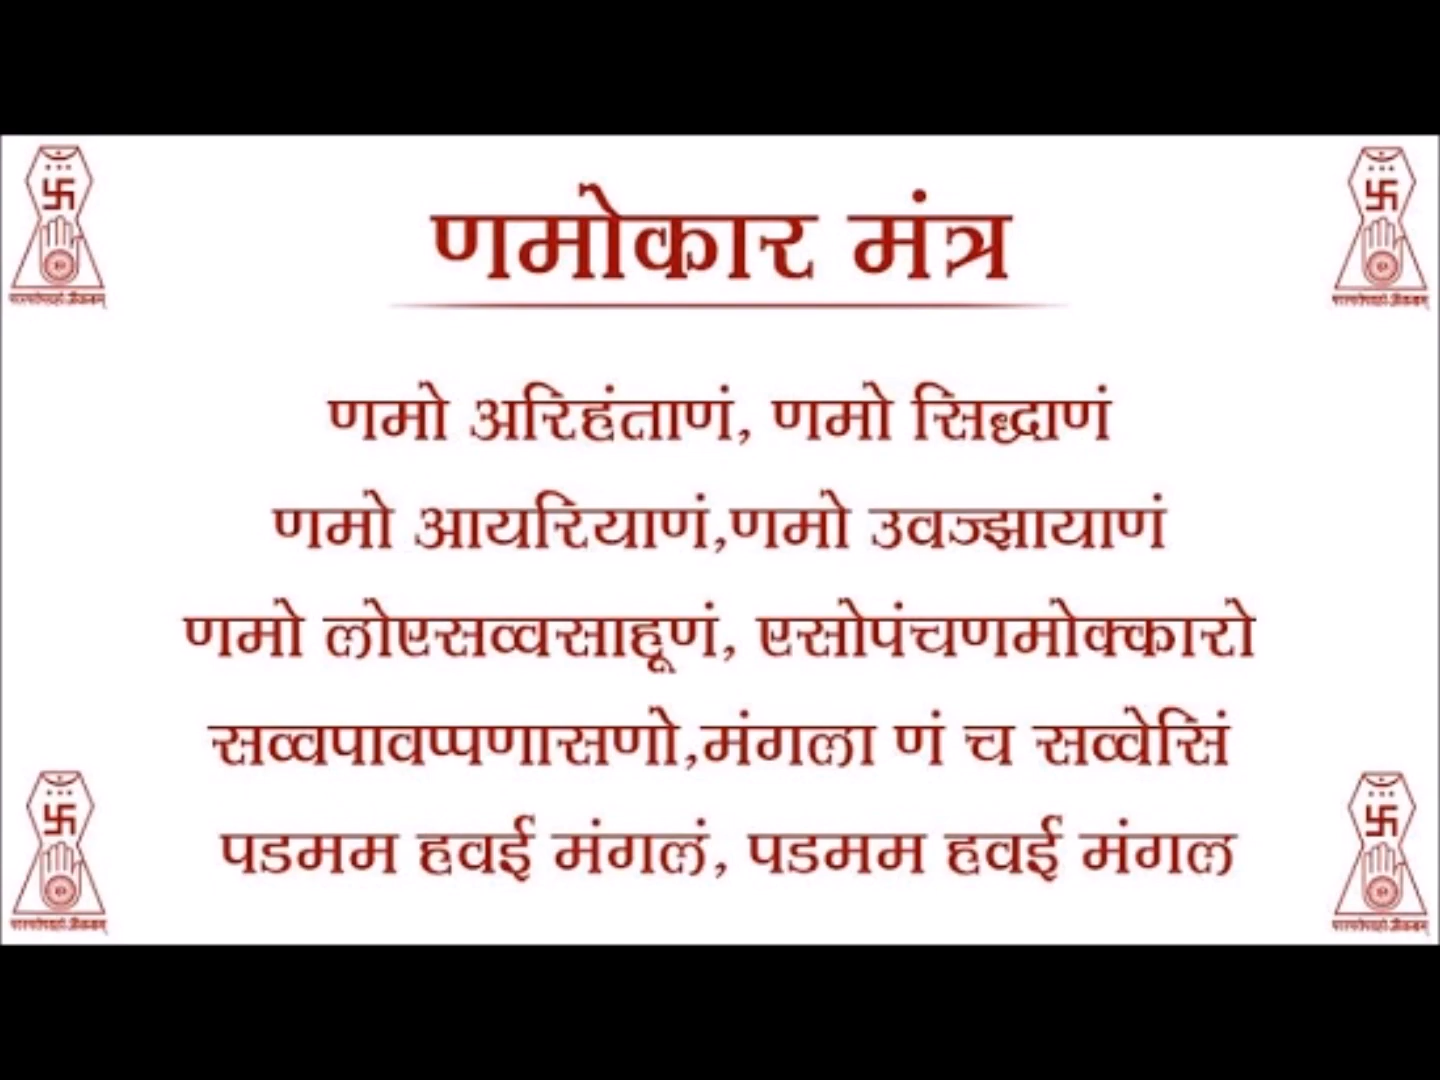 णमोकार मंत्र
णमो अरिहंताणं, णमो सिद्धाणं
णमो आयरियाणं,णमो उवज्झायाणं
णमो लोएसव्वसाहूणं, एसोपंचणमोक्कारो
सव्वपावप्पणासणो,मंगला णं च सव्वेसिं
पडमम हवई मंगलं, पडमम हवई मंगल